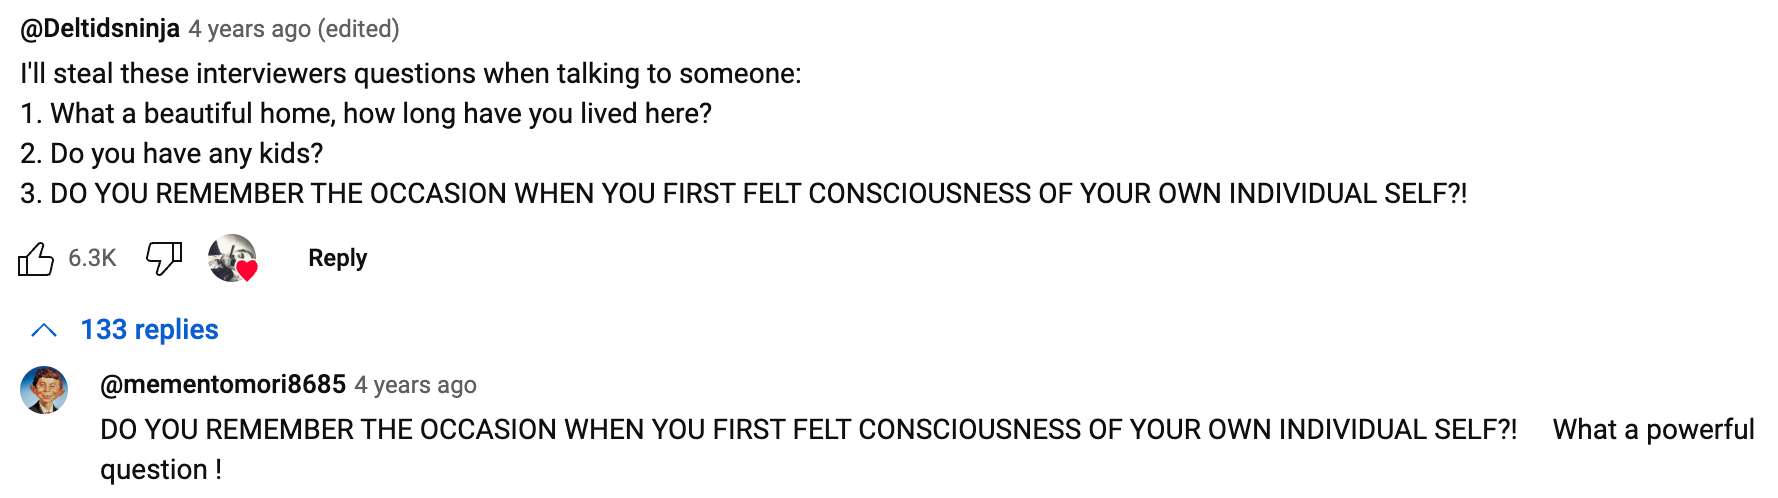 @Deltidsninja 4 years ago (edited)
I'll steal these interviewers questions when talking to someone:
1. What a beautiful home, how long have you lived here?
2. Do you have any kids?
3. DO YOU REMEMBER THE OCCASION WHEN YOU FIRST FELT CONSCIOUSNESS OF YOUR OWN INDIVIDUAL SELF?!
6.3K Reply
133 replies
@mementomori8685 4 years ago
DO YOU REMEMBER THE OCCASION WHEN YOU FIRST FELT CONSCIOUSNESS OF YOUR OWN INDIVIDUAL SELF?! What a powerful
question !